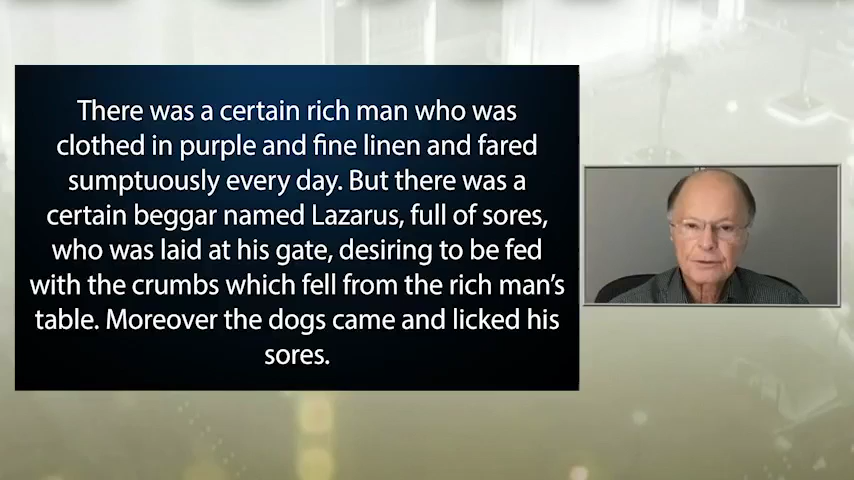 There was a certain rich man who was
clothed in purple and fine linen and fared
sumptuously every day. But there was a
certain beggar named Lazarus, full of sores,
who was laid at his gate, desiring to be fed
with the crumbs which fell from the rich man’s
table. Moreover the dogs came and licked his
sores.